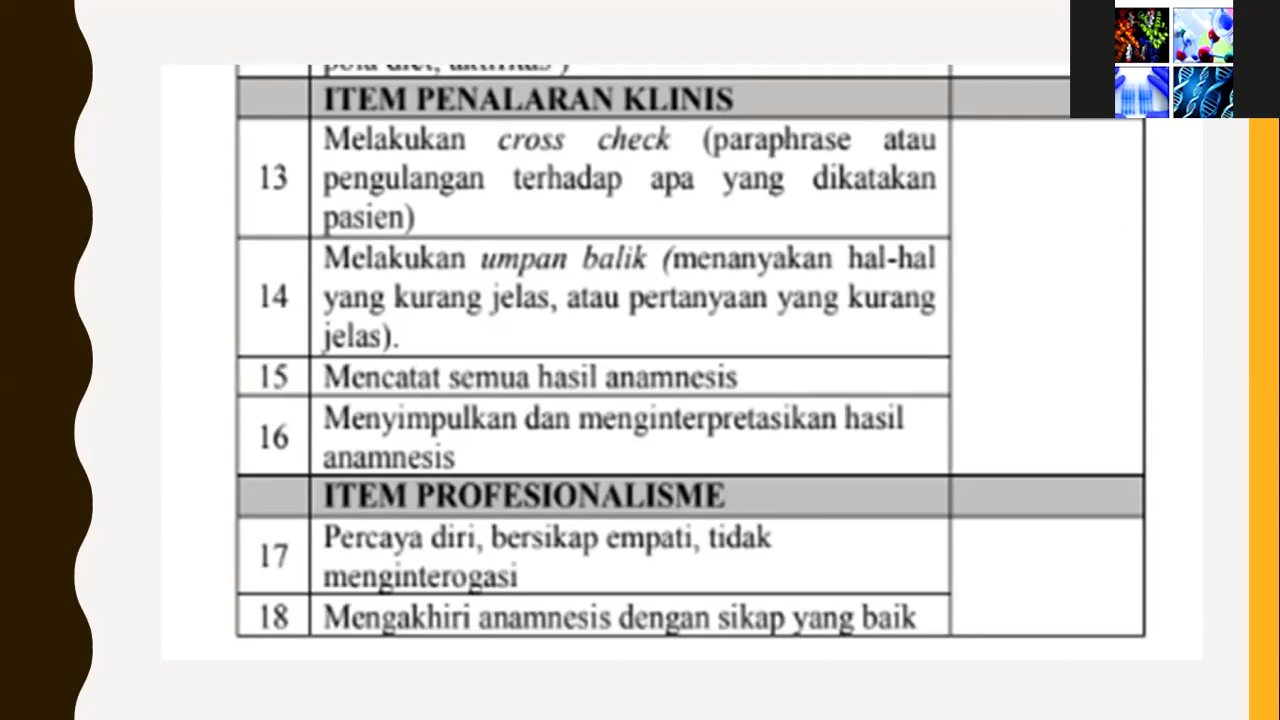 pola diet, aktifitas )
ITEM PENALARAN KLINIS
13
Melakukan cross check (paraphrase atau
pengulangan terhadap apa yang dikatakan
pasien)
14
Melakukan umpan balik (menanyakan hal-hal
yang kurang jelas, atau pertanyaan yang kurang
jelas).
15 Mencatat semua hasil anamnesis
16
Menyimpulkan dan menginterpretasikan hasil
anamnesis
ITEM PROFESIONALISME
17
Percaya diri, bersikap empati, tidak
menginterogasi
18 Mengakhiri anamnesis dengan sikap yang baik